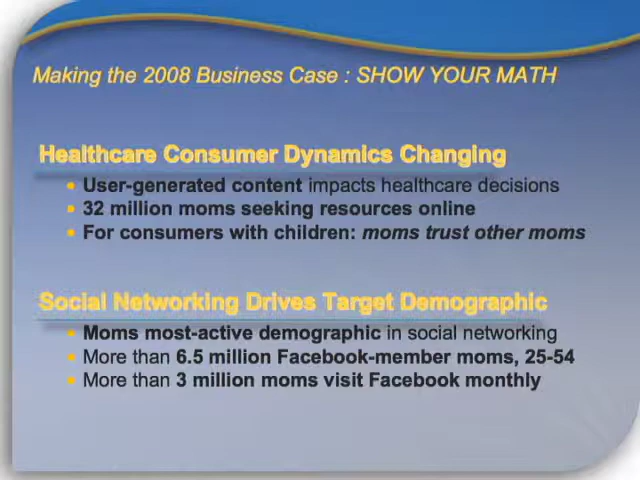 Making the 2008 Business Case : SHOW YOUR MATH
Healthcare Consumer Dynamics Changing
• User-generated content impacts healthcare decisions
• 32 million moms seeking resources online
• For consumers with children: moms trust other moms
Social Networking Drives Target Demographic
• Moms most-active demographic in social networking
• More than 6.5 million Facebook-member moms, 25-54
• More than 3 million moms visit Facebook monthly